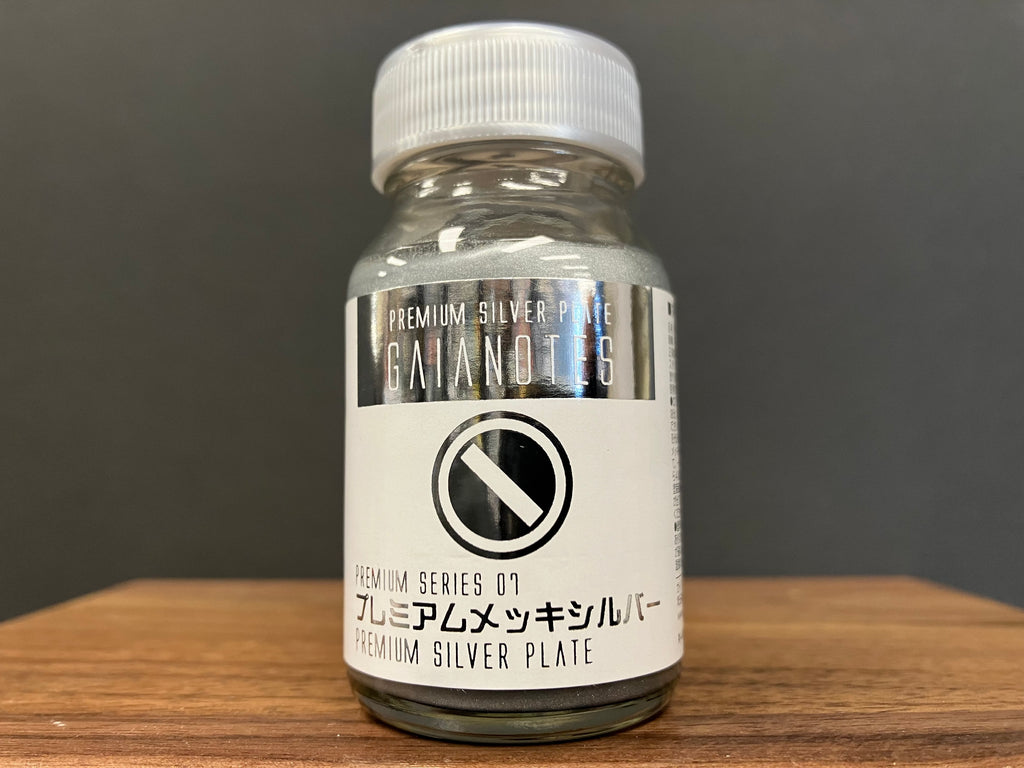 PREMIUM SILVER PLATE
GAIANOTES
PREMIUM SERIES 07
プレミアムメッキシルバー
PREMIUM SILVER PLATE